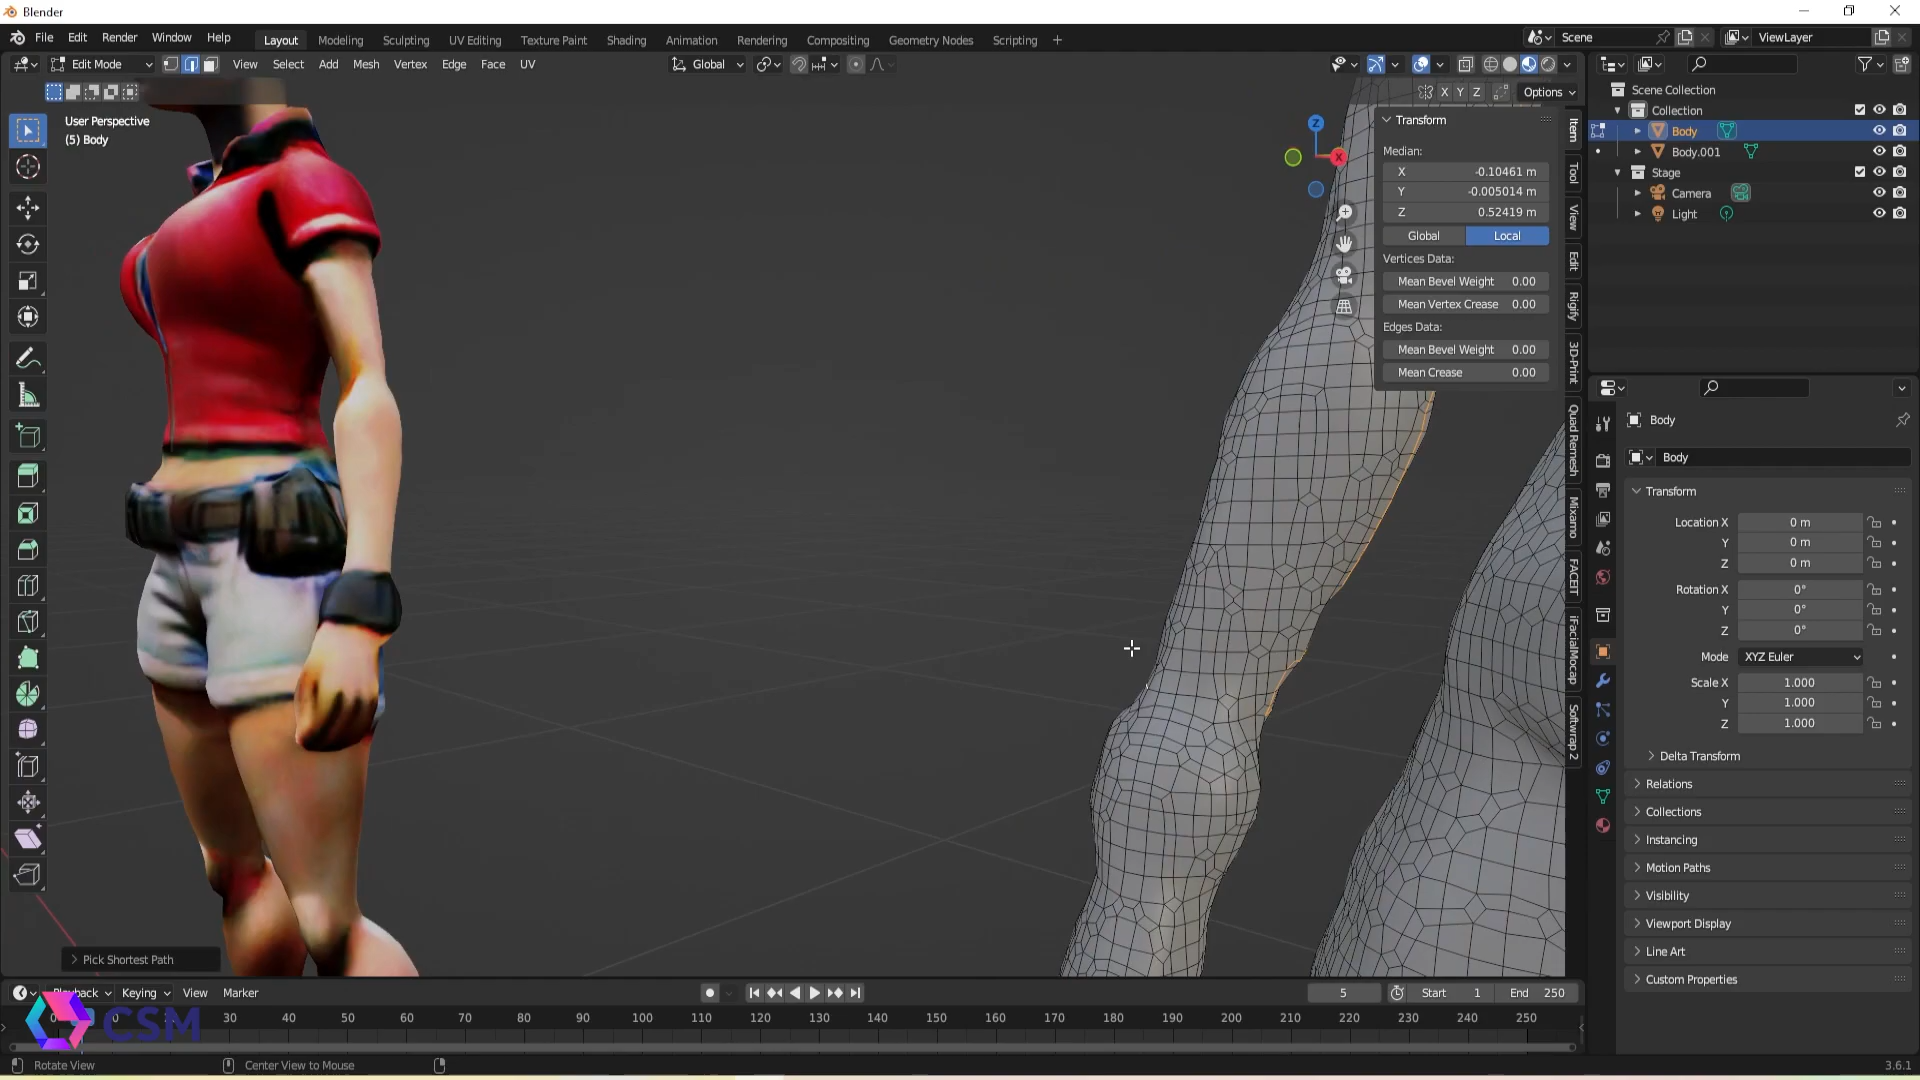 Blender
File Edit Render Window Help
Layout Modeling Sculpting UV Editing Texture Paint Shading Animation Rendering Compositing Geometry Nodes Scripting +
Scene
ViewLayer
Edit Mode View Select Add Mesh Vertex Edge Face UV
Global
X Y Z Options
User Perspective
(5) Body
Z
X
Transform
Median:
X -0.10461 m
Y -0.005014 m
Z 0.52419 m
Global Local
Vertices Data:
Mean Bevel Weight 0.00
Mean Vertex Crease 0.00
Edges Data:
Mean Bevel Weight 0.00
Mean Crease 0.00
Item
Tool
View
Edit
Rigify
3D-Print
Quad Remesh
Mixamo
FACEIT
iFacialMocap
Softwrap 2
Scene Collection
Collection
Body
Body.001
Stage
Camera
Light
Body
Body
Transform
Location X 0 m
Y 0 m
Z 0 m
Rotation X 0°
Y 0°
Z 0°
Mode XYZ Euler
Scale X 1.000
Y 1.000
Z 1.000
Delta Transform
Relations
Collections
Instancing
Motion Paths
Visibility
Viewport Display
Line Art
Custom Properties
Pick Shortest Path
Playback Keying View Marker
5 Start 1 End 250
30 40 50 60 70 80 90 100 110 120 130 140 150 160 170 180 190 200 210 220 230 240 250
CSM
Rotate View Center View to Mouse
3.6.1